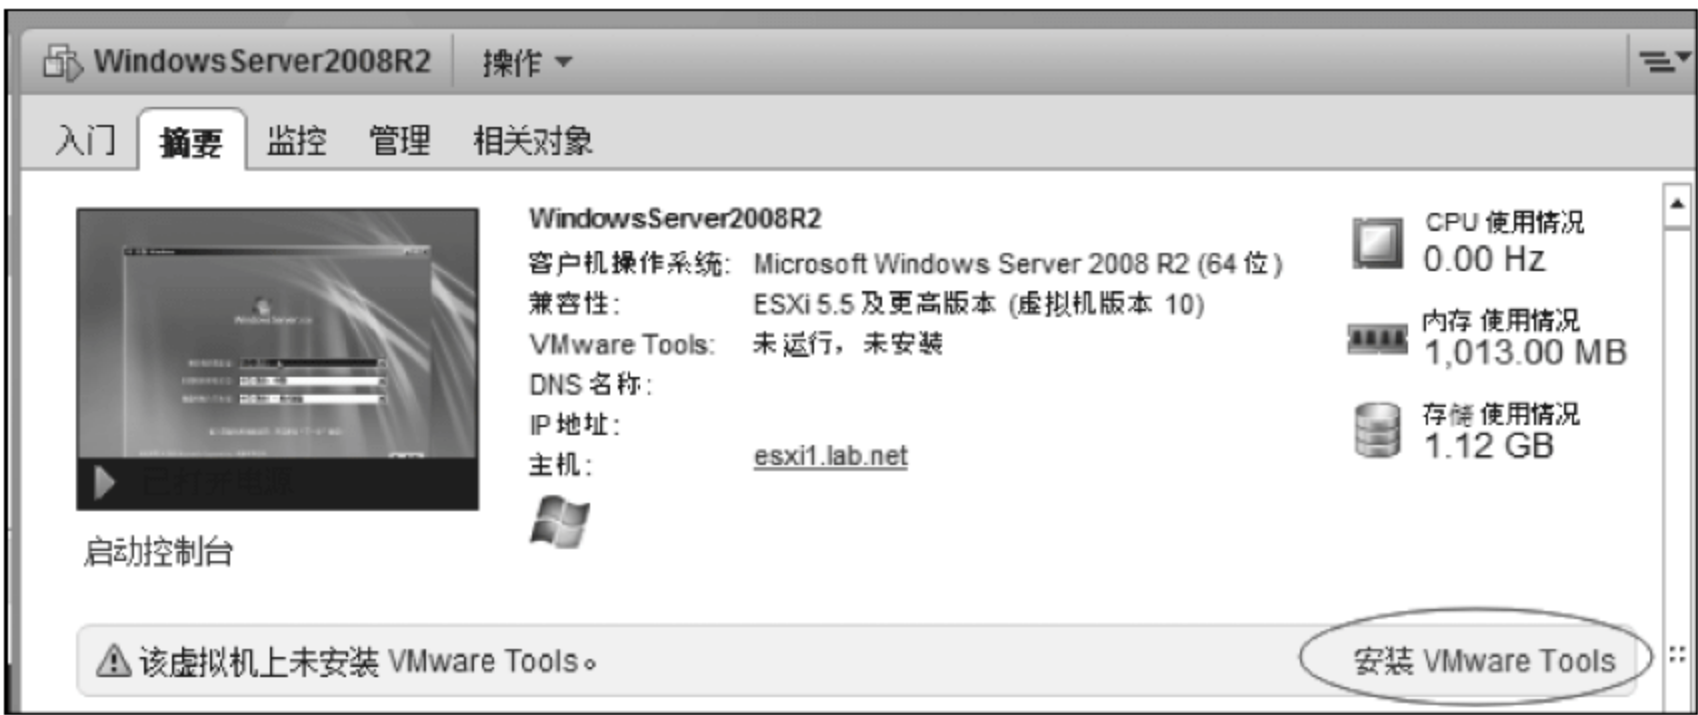 WindowsServer2008R2 操作
入门 摘要 监控 管理 相关对象
WindowsServer2008R2
客户机操作系统: Microsoft Windows Server 2008 R2 (64 位)
兼容性: ESXi 5.5 及更高版本 (虚拟机版本 10)
VMware Tools: 未运行，未安装
DNS 名称:
IP 地址:
主机: esxi1.lab.net
CPU 使用情况
0.00 Hz
内存 使用情况
1,013.00 MB
存储 使用情况
1.12 GB
已打开电源
启动控制台
该虚拟机上未安装 VMware Tools。 安装 VMware Tools